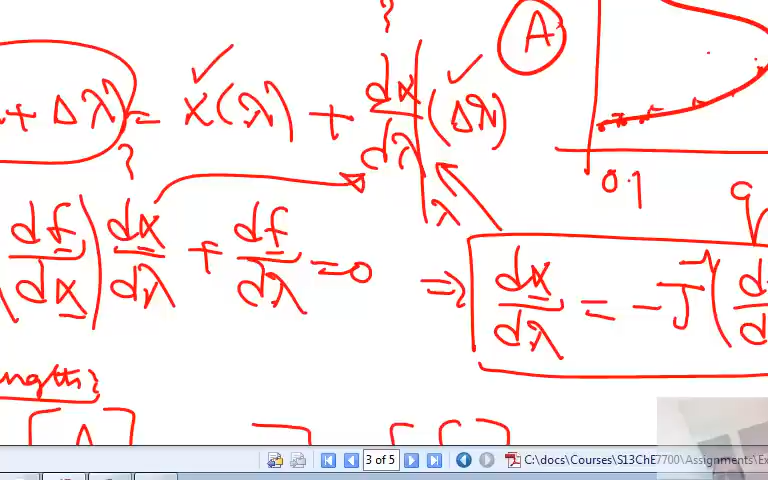 ?
A
+ Δλ) = x(λ) + dx/dλ|λ (Δλ)
?
0.1
df/dx) dx/dλ + df/dλ = 0 ⇒ dx/dλ = -J⁻¹(
3 of 5
C:\docs\Courses\S13ChE7700\Assignments\Ex